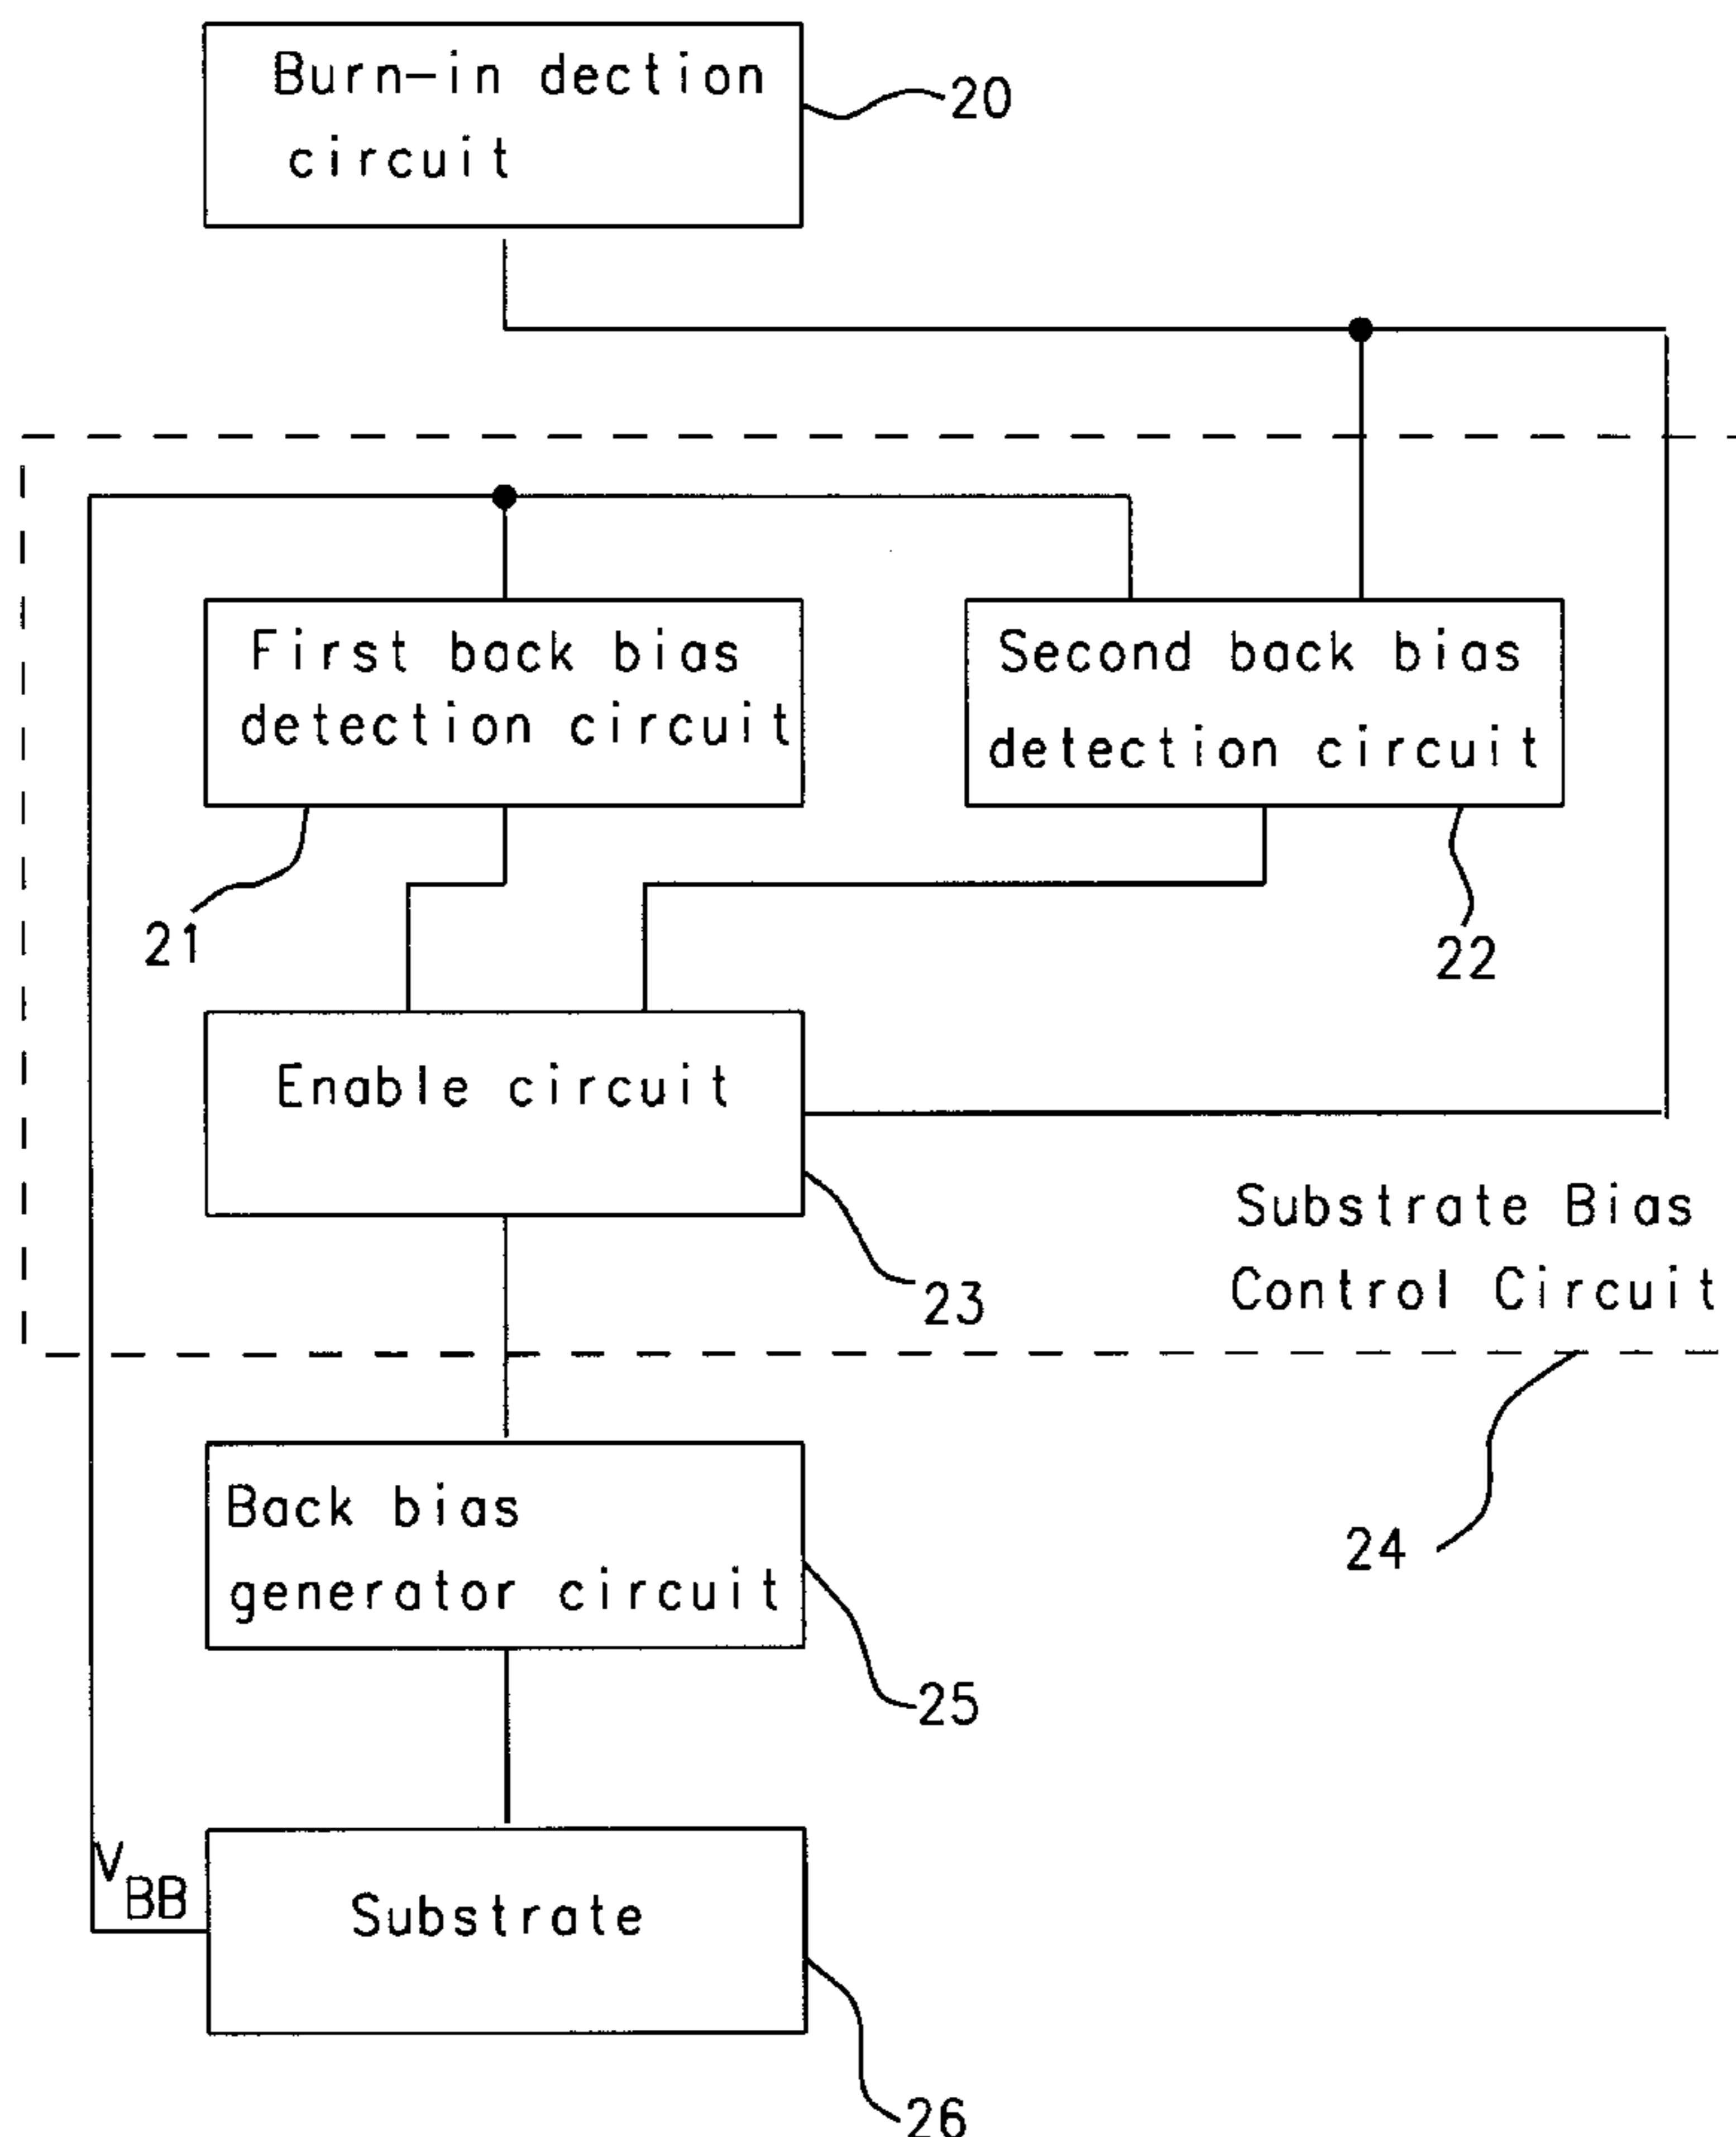 Burn-in dection
circuit
20
First back bias
detection circuit
Second back bias
detection circuit
21
22
Enable circuit
23
Substrate Bias
Control Circuit
24
Back bias
generator circuit
25
VBB
Substrate
26